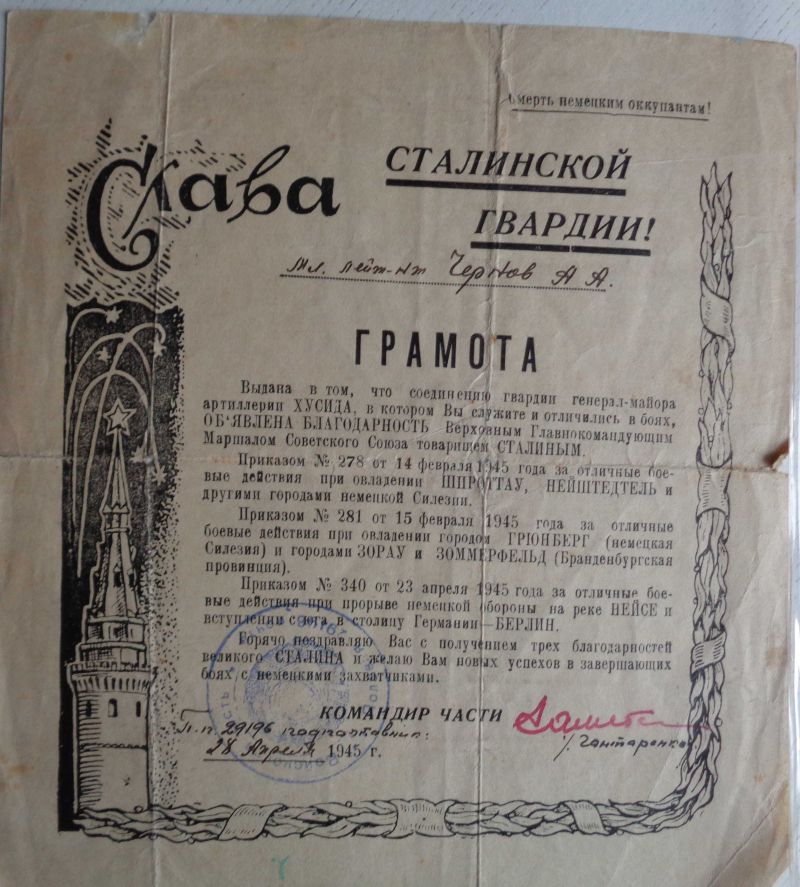 Смерть немецким оккупантам!
Слава СТАЛИНСКОЙ
ГВАРДИИ!
Мл. лейт-нт Чернов А А.
ГРАМОТА
Выдана в том, что соединению гвардии генерал-майора
артиллерии ХУСИДА, в котором Вы служите и отличились в боях,
ОБ‘ЯВЛЕНА БЛАГОДАРНОСТЬ Верховным Главнокомандующим
Маршалом Советского Союза товарищем СТАЛИНЫМ.
Приказом № 278 от 14 февраля 1945 года за отличные бое-
вые действия при овладении ШПРОТТАУ, НЕЙШТЕДТЕЛЬ и
другими городами немецкой Силезии.
Приказом № 281 от 15 февраля 1945 года за отличные
боевые действия при овладении городом ГРЮНБЕРГ (немецкая
Силезия) и городами ЗОРАУ и ЗОММЕРФЕЛЬД (Бранденбургская
провинция).
Приказом № 340 от 23 апреля 1945 года за отличные бое-
вые действия при прорыве немецкой обороны на реке НЕЙСЕ и
вступлении с юга в столицу Германии—БЕРЛИН.
Горячо поздравляю Вас с получением трех благодарностей
великого СТАЛИНА и желаю Вам новых успехов в завершающих
боях с немецкими захватчиками.
КОМАНДИР ЧАСТИ
П. п. 29196 подполковник:
28 Апреля 1945 г.